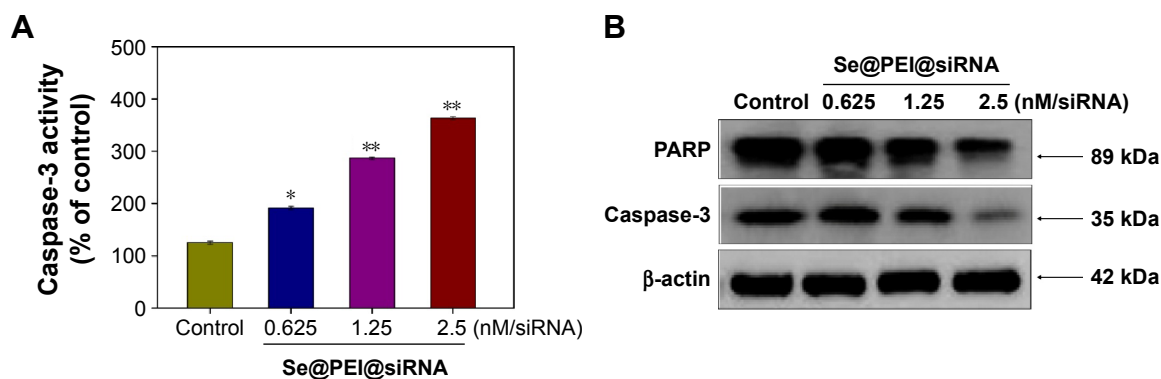 A
Caspase-3 activity
(% of control)
500
400
300
200
100
0
*
**
**
Control
0.625
1.25
2.5
(nM/siRNA)
Se@PEI@siRNA
B
Se@PEI@siRNA
Control 0.625 1.25 2.5 (nM/siRNA)
PARP
89 kDa
Caspase-3
35 kDa
β-actin
42 kDa